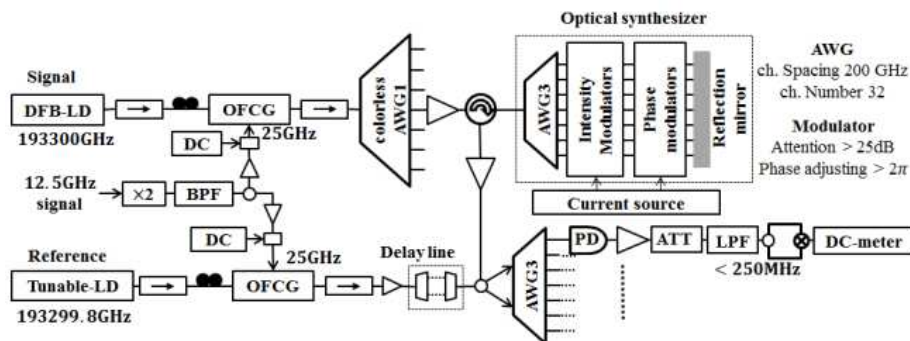 Optical synthesizer
Signal
DFB-LD
193300GHz
OFCG
25GHz
DC
colorless
AWG1
AWG3
Intensity
Modulators
Phase
modulators
Reflection
mirrror
AWG
ch. Spacing 200 GHz
ch. Number 32
Modulator
Attention > 25dB
Phase adjusting > 2π
Current source
12.5GHz
signal
×2
BPF
DC
25GHz
Reference
Tunable-LD
193299.8GHz
OFCG
Delay line
AWG3
PD
ATT
LPF
< 250MHz
DC-meter